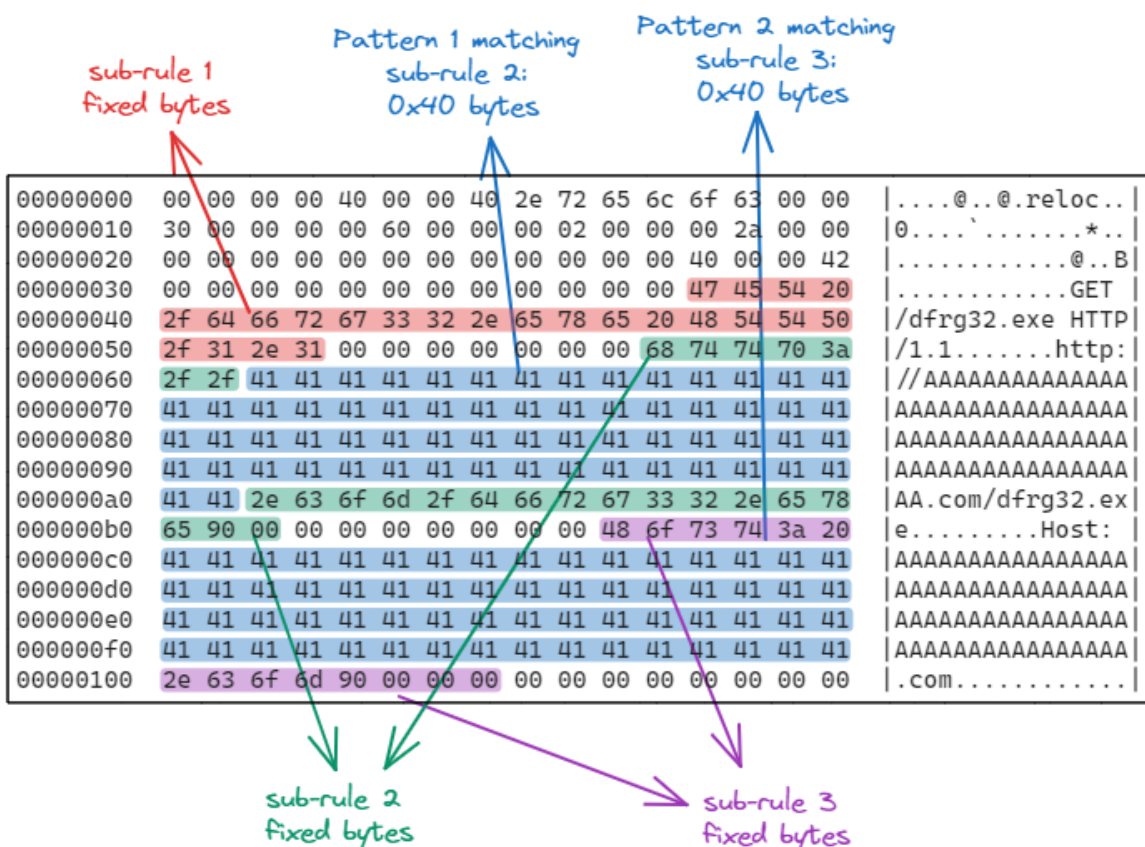 Pattern 1 matching
sub-rule 2:
0x40 bytes
Pattern 2 matching
sub-rule 3:
0x40 bytes
sub-rule 1
fixed bytes
00000000 00 00 00 00 40 00 00 40 2e 72 65 6c 6f 63 00 00 |....@..@.reloc..|
00000010 30 00 00 00 00 60 00 00 00 02 00 00 00 2a 00 00 |0....`.......*..|
00000020 00 00 00 00 00 00 00 00 00 00 00 00 40 00 00 42 |............@..B|
00000030 00 00 00 00 00 00 00 00 00 00 00 00 47 45 54 20 |............GET |
00000040 2f 64 66 72 67 33 32 2e 65 78 65 20 48 54 54 50 |/dfrg32.exe HTTP|
00000050 2f 31 2e 31 00 00 00 00 00 00 00 68 74 74 70 3a |/1.1.......http:|
00000060 2f 2f 41 41 41 41 41 41 41 41 41 41 41 41 41 41 |//AAAAAAAAAAAAAA|
00000070 41 41 41 41 41 41 41 41 41 41 41 41 41 41 41 41 |AAAAAAAAAAAAAAAA|
00000080 41 41 41 41 41 41 41 41 41 41 41 41 41 41 41 41 |AAAAAAAAAAAAAAAA|
00000090 41 41 41 41 41 41 41 41 41 41 41 41 41 41 41 41 |AAAAAAAAAAAAAAAA|
000000a0 41 41 2e 63 6f 6d 2f 64 66 72 67 33 32 2e 65 78 |AA.com/dfrg32.ex|
000000b0 65 90 00 00 00 00 00 00 00 00 48 6f 73 74 3a 20 |e.........Host: |
000000c0 41 41 41 41 41 41 41 41 41 41 41 41 41 41 41 41 |AAAAAAAAAAAAAAAA|
000000d0 41 41 41 41 41 41 41 41 41 41 41 41 41 41 41 41 |AAAAAAAAAAAAAAAA|
000000e0 41 41 41 41 41 41 41 41 41 41 41 41 41 41 41 41 |AAAAAAAAAAAAAAAA|
000000f0 41 41 41 41 41 41 41 41 41 41 41 41 41 41 41 41 |AAAAAAAAAAAAAAAA|
00000100 2e 63 6f 6d 90 00 00 00 00 00 00 00 00 00 00 00 |.com............|
sub-rule 2
fixed bytes
sub-rule 3
fixed bytes